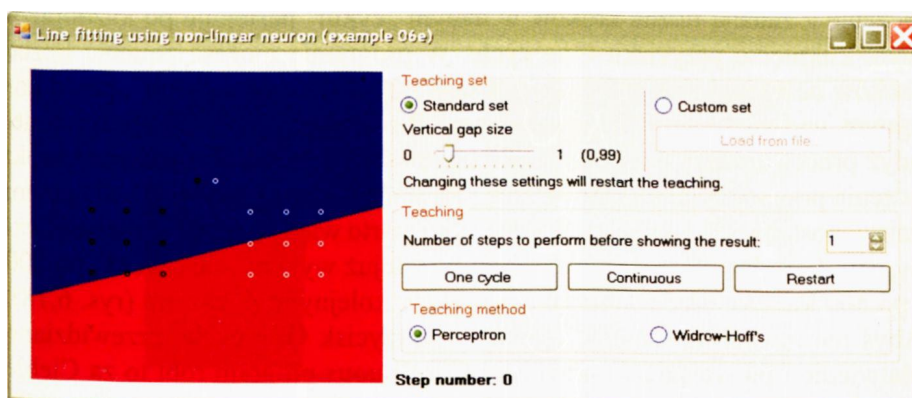 Line fitting using non-linear neuron (example 06e)
Teaching set
Standard set
Custom set
Vertical gap size
0 1 (0,99)
Load from file...
Changing these settings will restart the teaching.
Teaching
Number of steps to perform before showing the result: 1
One cycle Continuous Restart
Teaching method
Perceptron
Widrow-Hoff's
Step number: 0